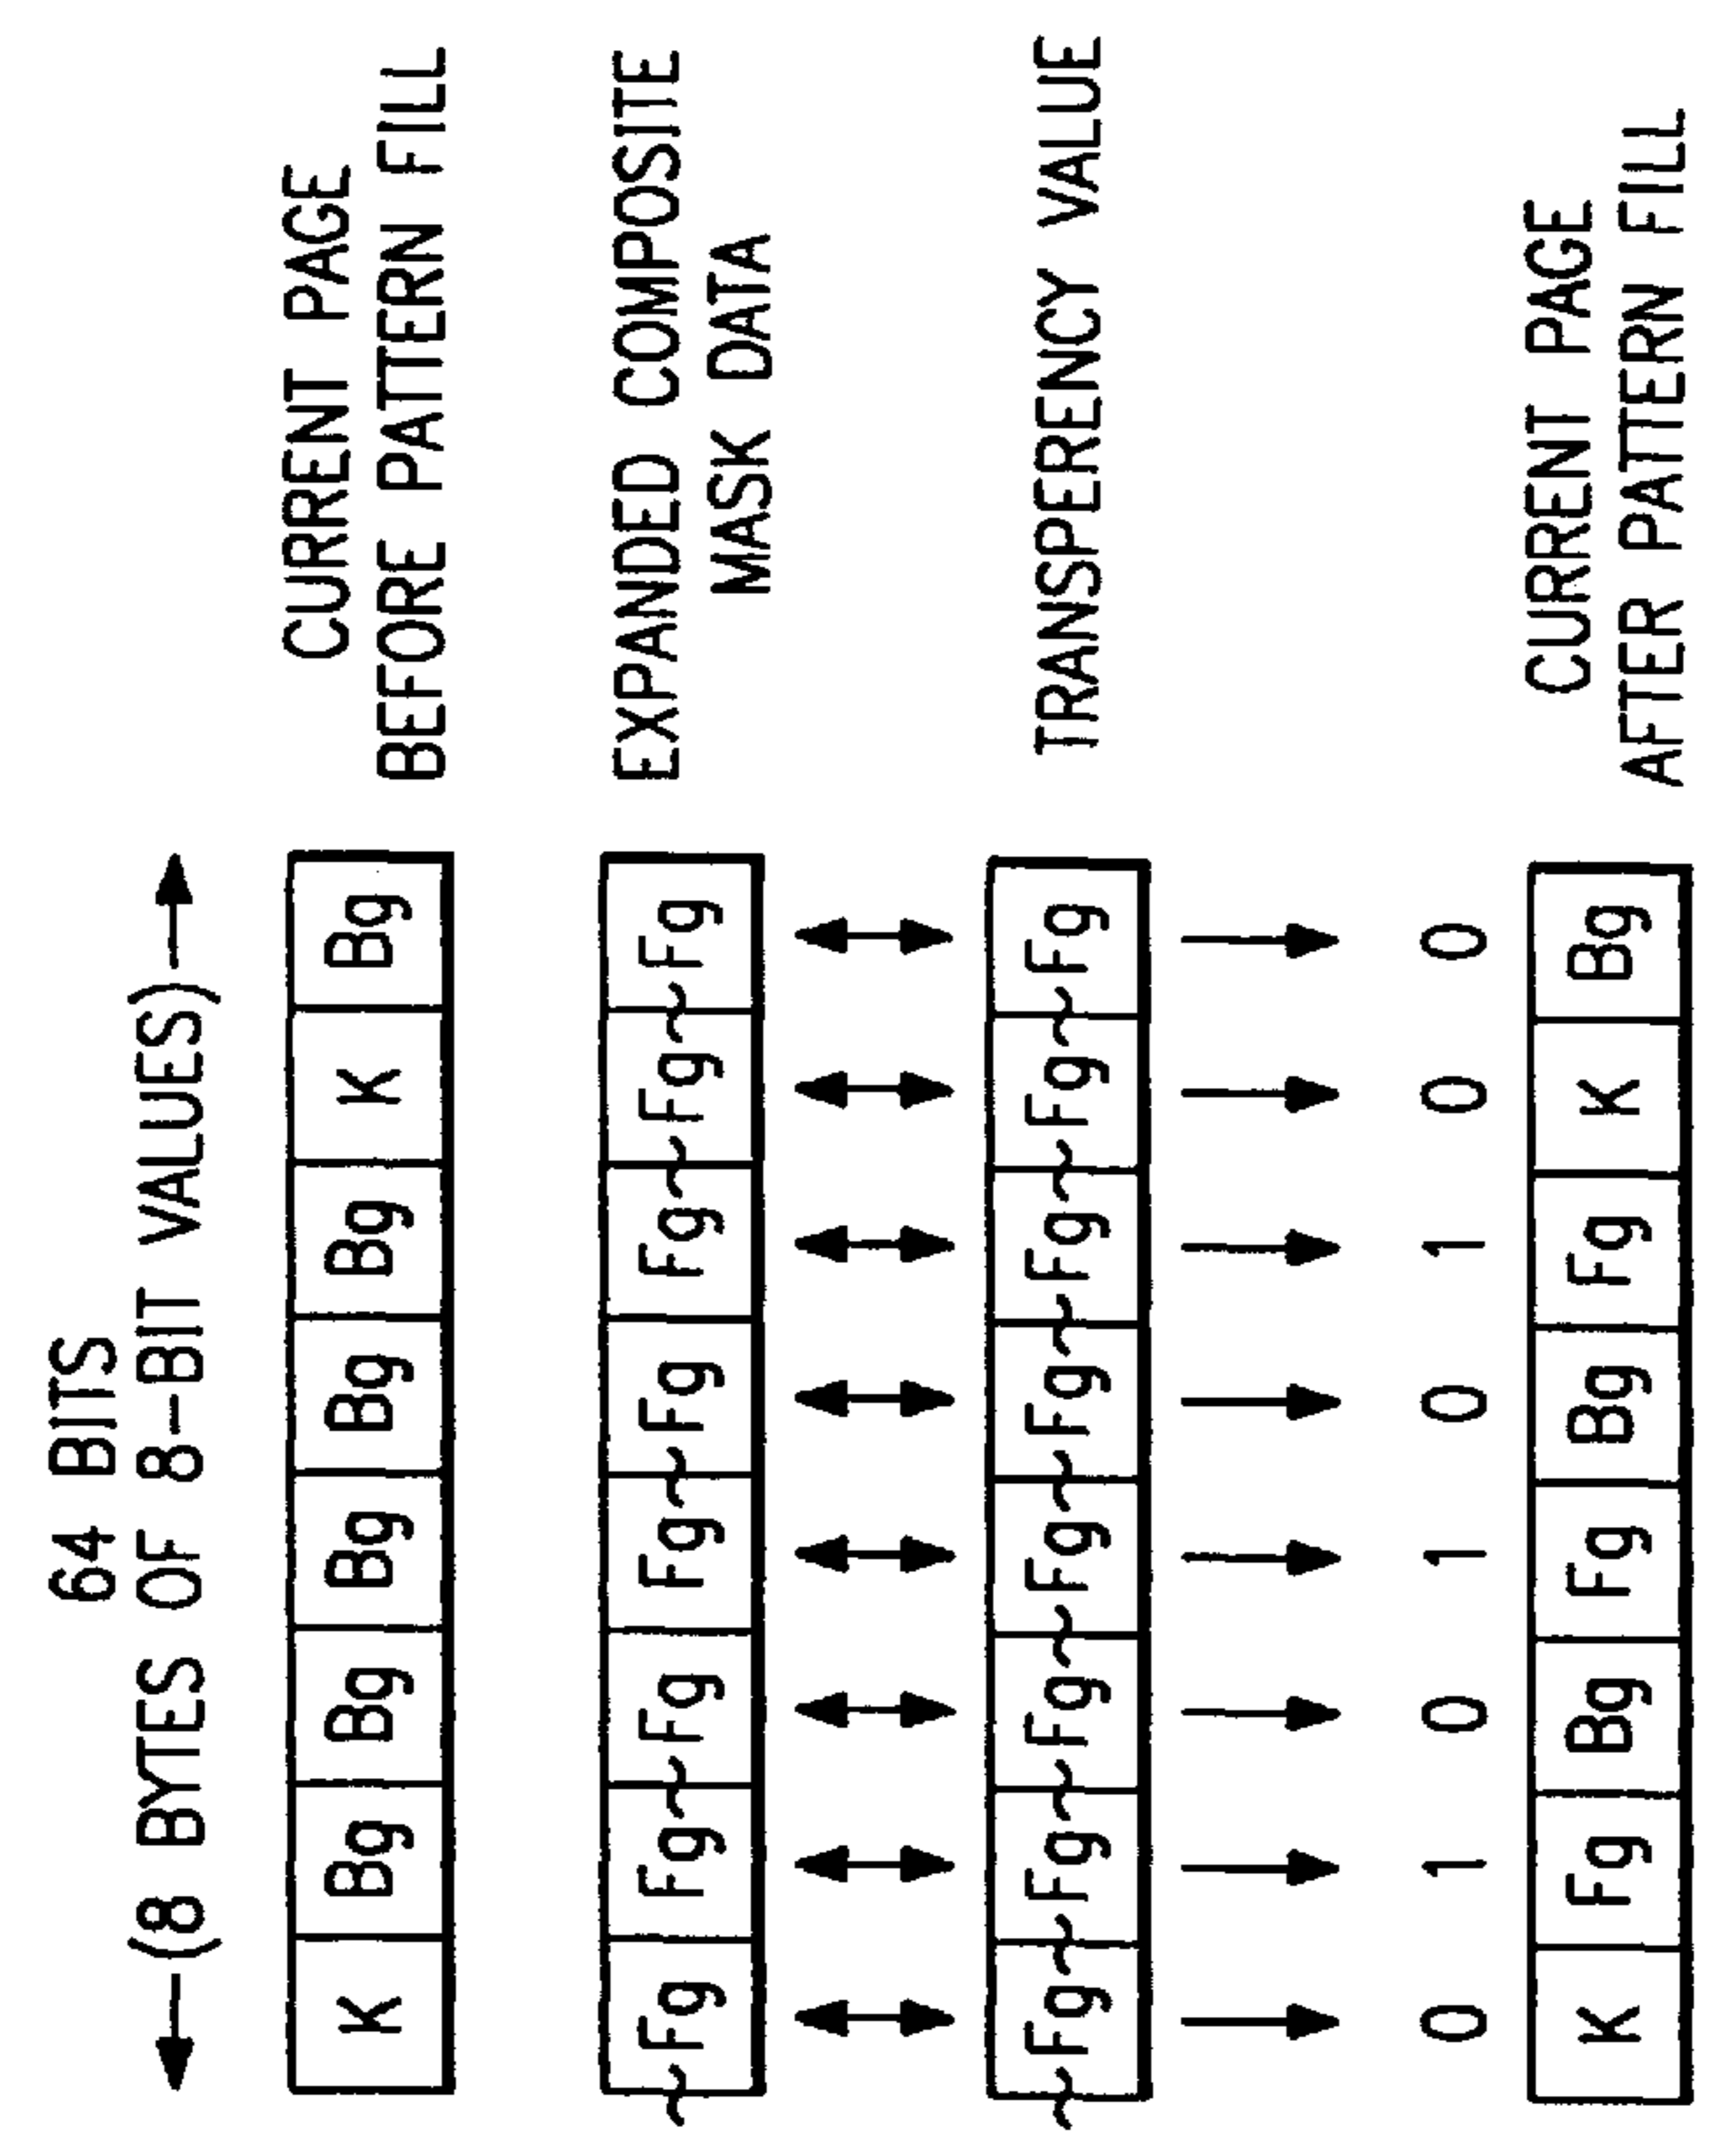 64 BITS
(8 BYTES OF 8-BIT VALUES)
K Bg Bg Bg Bg Bg K Bg
CURRENT PAGE
BEFORE PATTERN FILL
~Fg Fg ~Fg Fg ~Fg Fg ~Fg ~Fg
EXPANDED COMPOSITE
MASK DATA
~Fg ~Fg ~Fg ~Fg ~Fg ~Fg ~Fg ~Fg
TRANSPERENCY VALUE
0 1 0 1 0 1 0 0
K Fg Bg Fg Bg Fg K Bg
CURRENT PAGE
AFTER PATTERN FILL